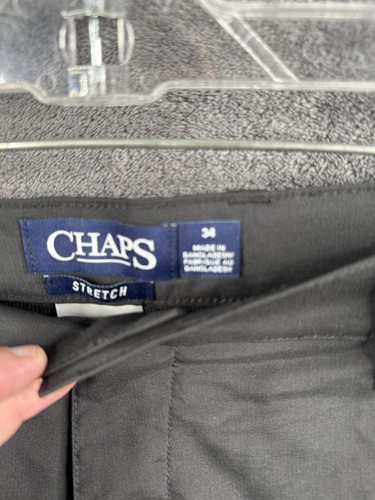 CHAPS
STRETCH
34
MADE IN
BANGLADESH/
FABRIQUÉ AU
BANGLADESH